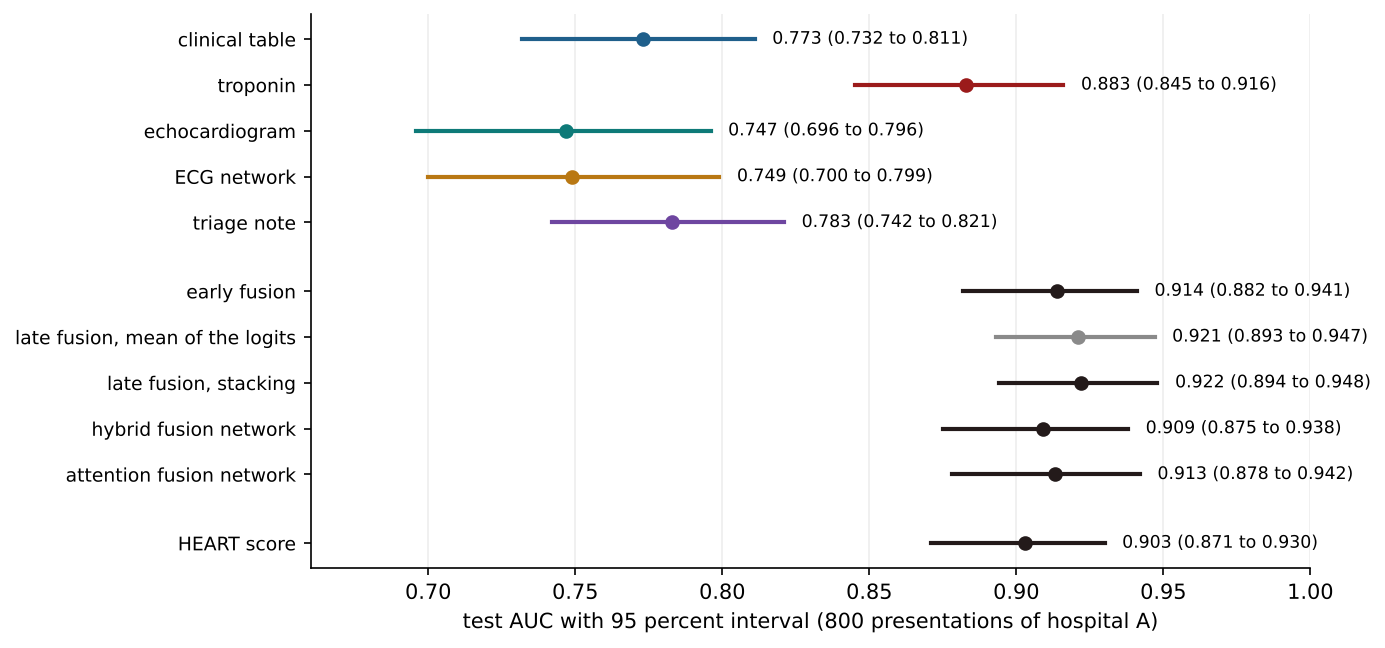 clinical table 0.773 (0.732 to 0.811)
troponin 0.883 (0.845 to 0.916)
echocardiogram 0.747 (0.696 to 0.796)
ECG network 0.749 (0.700 to 0.799)
triage note 0.783 (0.742 to 0.821)
early fusion 0.914 (0.882 to 0.941)
late fusion, mean of the logits 0.921 (0.893 to 0.947)
late fusion, stacking 0.922 (0.894 to 0.948)
hybrid fusion network 0.909 (0.875 to 0.938)
attention fusion network 0.913 (0.878 to 0.942)
HEART score 0.903 (0.871 to 0.930)
0.70 0.75 0.80 0.85 0.90 0.95 1.00
test AUC with 95 percent interval (800 presentations of hospital A)